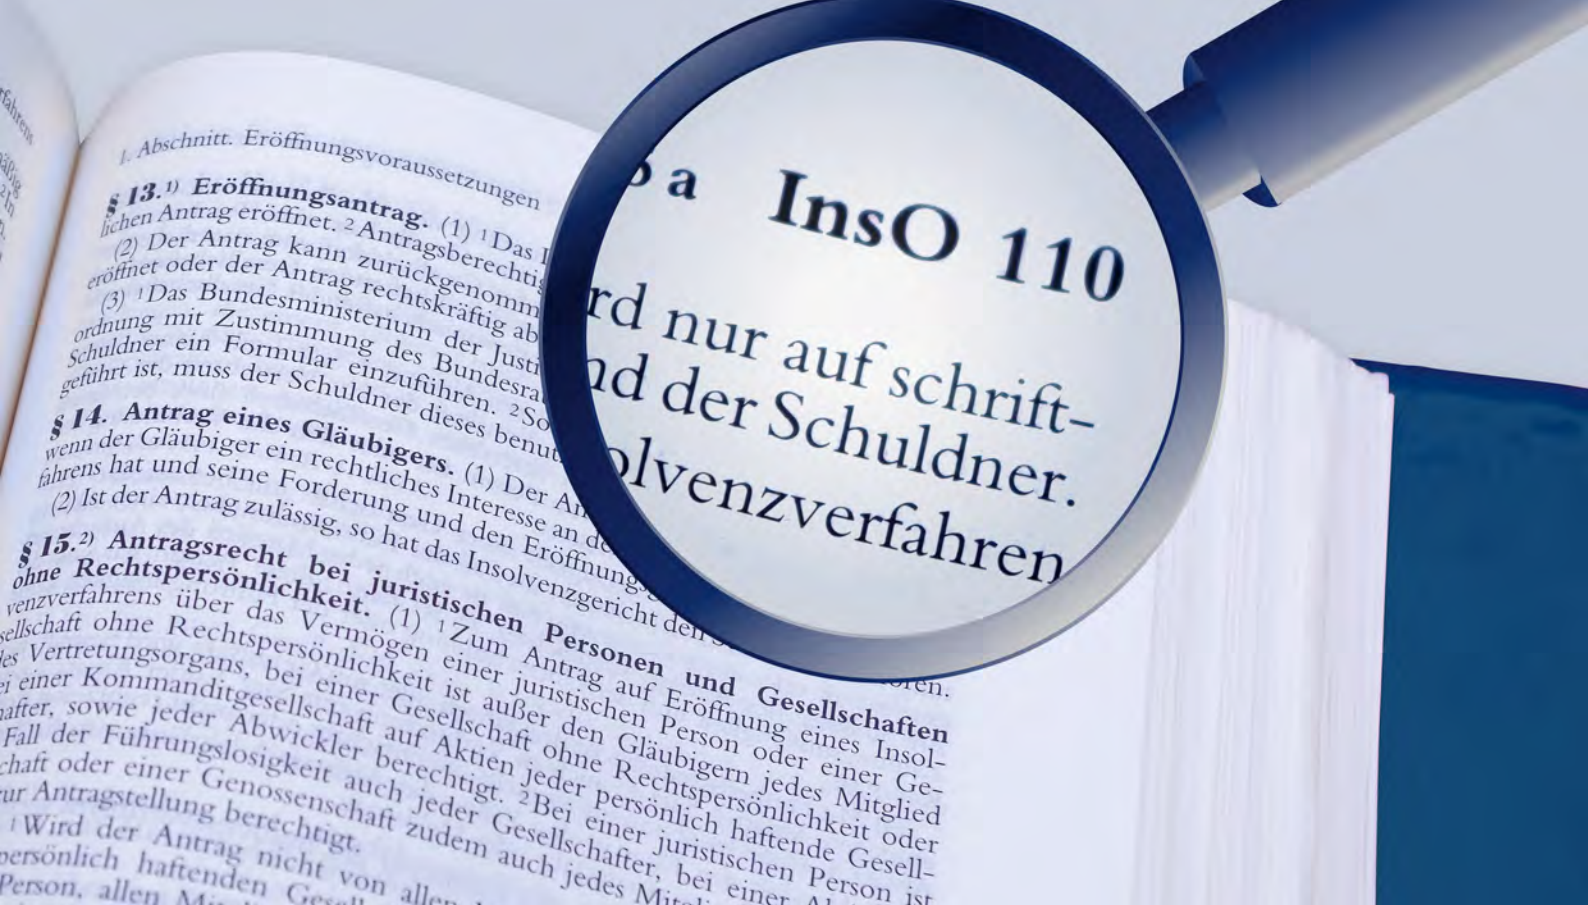 rfahrens
mäßig
2In
1. Abschnitt. Eröffnungsvoraussetzungen
a InsO 110
§ 13.1) Eröffnungsantrag. (1) 1Das
rd nur auf schrift-
lichen Antrag eröffnet. 2Antragsberechtig
nd der Schuldner.
(2) Der Antrag kann zurückgenomm
olvenzverfahren
eröffnet oder der Antrag rechtskräftig ab
(3) 1Das Bundesministerium der Justi
ordnung mit Zustimmung des Bundesra
Schuldner ein Formular einzuführen. 2So
geführt ist, muss der Schuldner dieses benut
§ 14. Antrag eines Gläubigers. (1) Der An
wenn der Gläubiger ein rechtliches Interesse an de
fahrens hat und seine Forderung und den Eröffnungsg
(2) Ist der Antrag zulässig, so hat das Insolvenzgericht den
ören.
§ 15.2) Antragsrecht bei juristischen Personen und Gesellschaften
ohne Rechtspersönlichkeit. (1) 1Zum Antrag auf Eröffnung eines Insol-
venzverfahrens über das Vermögen einer juristischen Person oder einer Ge-
sellschaft ohne Rechtspersönlichkeit ist außer den Gläubigern jedes Mitglied
des Vertretungsorgans, bei einer Gesellschaft ohne Rechtspersönlichkeit oder
ei einer Kommanditgesellschaft auf Aktien jeder persönlich haftende Gesell-
hafter, sowie jeder Abwickler berechtigt. 2Bei einer juristischen Person ist
Fall der Führungslosigkeit auch jeder Gesellschafter, bei einer
chaft oder einer Genossenschaft zudem auch jedes
ur Antragstellung berechtigt.
1Wird der Antrag nicht von allen
persönlich haftenden
Person, allen